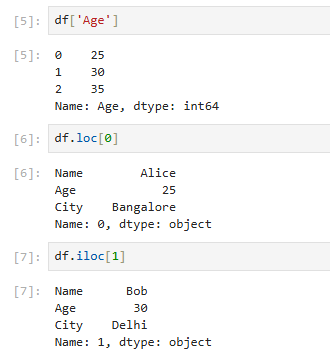 [5]: df['Age']
[5]: 0    25
1    30
2    35
Name: Age, dtype: int64
[6]: df.loc[0]
[6]: Name        Alice
Age            25
City    Bangalore
Name: 0, dtype: object
[7]: df.iloc[1]
[7]: Name      Bob
Age        30
City    Delhi
Name: 1, dtype: object